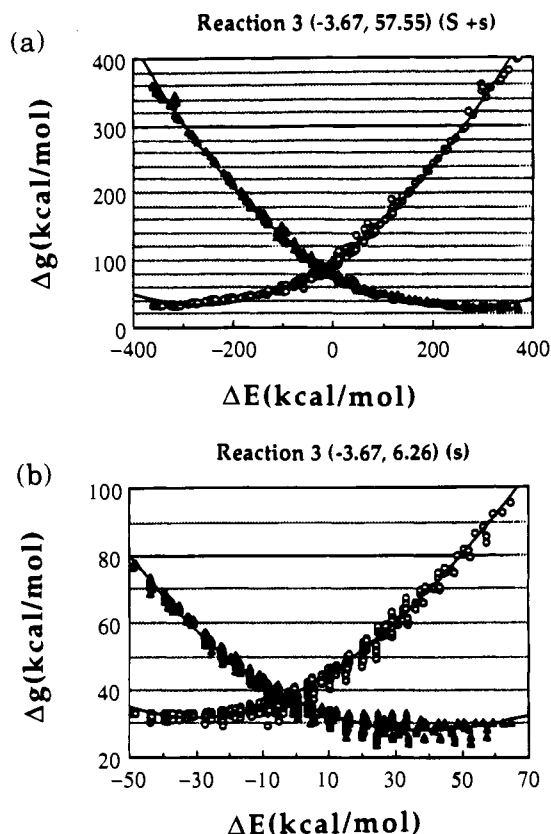 (a)
Reaction 3 (-3.67, 57.55) (S +s)
Δg(kcal/mol)
400
300
200
100
0
-400 -200 0 200 400
ΔE(kcal/mol)
(b)
Reaction 3 (-3.67, 6.26) (s)
Δg(kcal/mol)
100
80
60
40
20
-50 -30 -10 10 30 50 70
ΔE(kcal/mol)